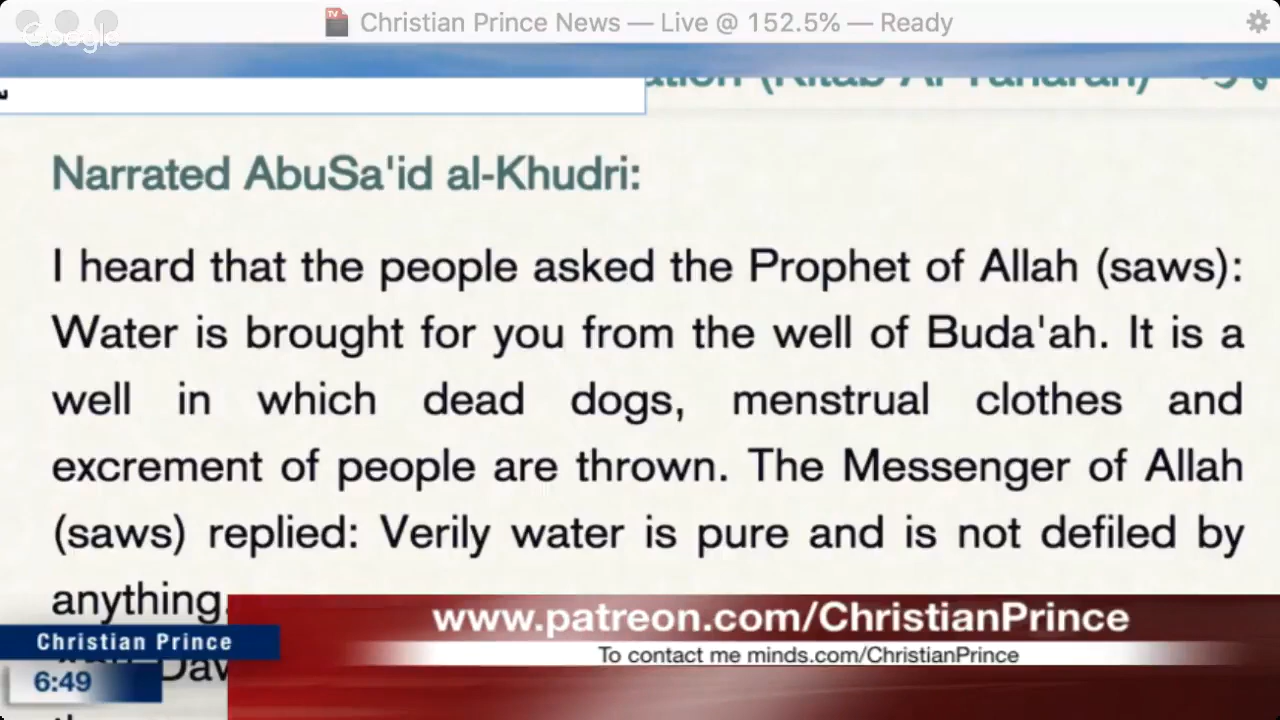 Christian Prince News — Live @ 152.5% — Ready
Google
(Kitab Al-Taharah)
Narrated AbuSa'id al-Khudri:
I heard that the people asked the Prophet of Allah (saws):
Water is brought for you from the well of Buda'ah. It is a
well in which dead dogs, menstrual clothes and
excrement of people are thrown. The Messenger of Allah
(saws) replied: Verily water is pure and is not defiled by
anything.
www.patreon.com/ChristianPrince
Christian Prince
To contact me minds.com/ChristianPrince
6:49